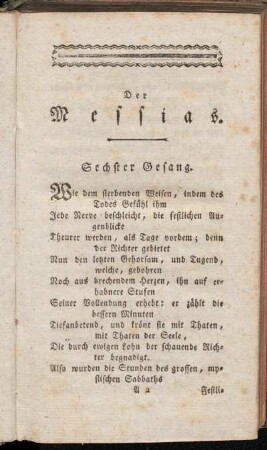 Der
Messias.
Sechster Gesang.
Wie dem sterbenden Weisen, indem des
Todes Gefühl ihm
Jede Nerve beschleicht, die festlichen Au-
genblicke
Theurer werden, als Tage vordem; denn
der Richter gebietet
Nun den letzten Gehorsam, und Tugend,
welche, gebohren
Noch aus brechendem Herzen, ihn auf er-
habnere Stufen
Seiner Vollendung erhebt: er zählt die
bessern Minuten
Tiefanbetend, und krönt sie mit Thaten,
mit Thaten der Seele,
Die durch ewigen Lohn der schauende Rich-
ter begnadigt.
Also wurden die Stunden des grossen, my-
stischen Sabbaths
A 2 Festli-